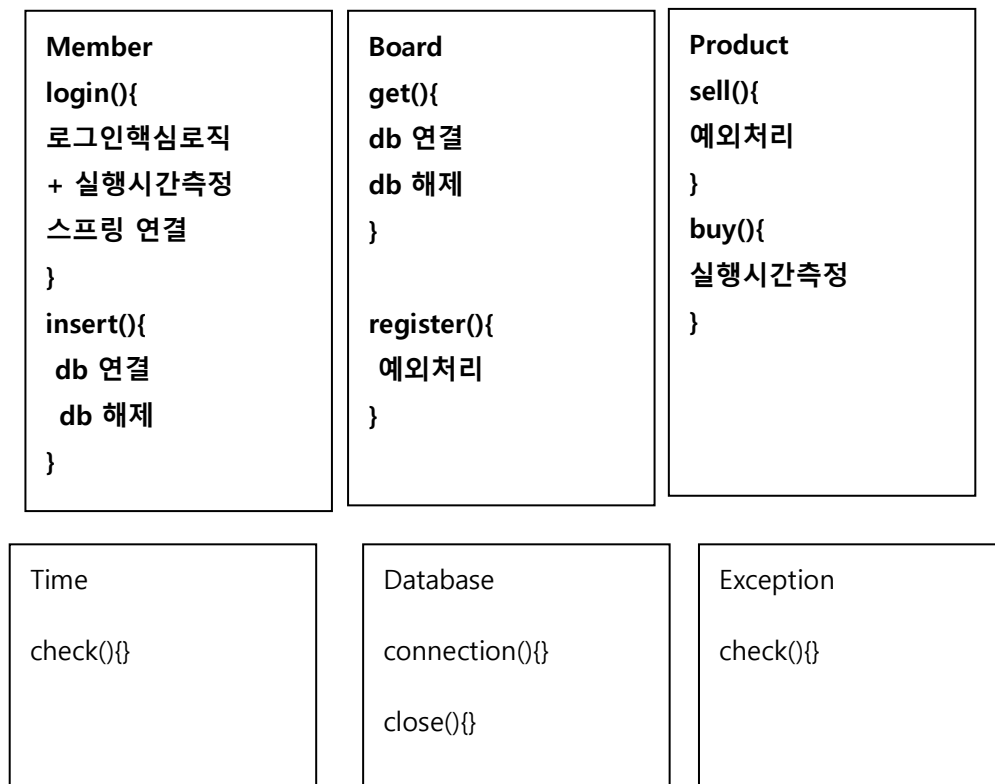 Member
login(){
로그인핵심로직
+ 실행시간측정
스프링 연결
}
insert(){
db 연결
db 해제
}
Board
get(){
db 연결
db 해제
}
register(){
예외처리
}
Product
sell(){
예외처리
}
buy(){
실행시간측정
}
Time
check(){}
Database
connection(){}
close(){}
Exception
check(){}